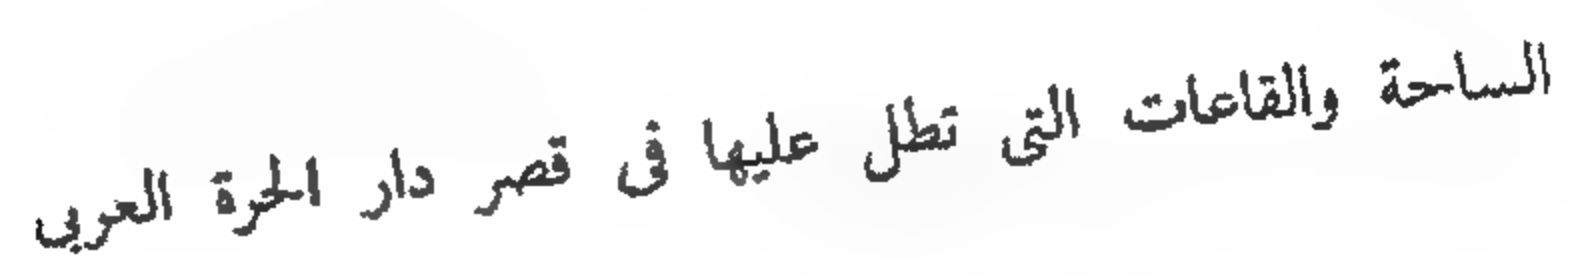 الساحة والقاعات التى تطل عليها فى قصر دار الحرة العربى